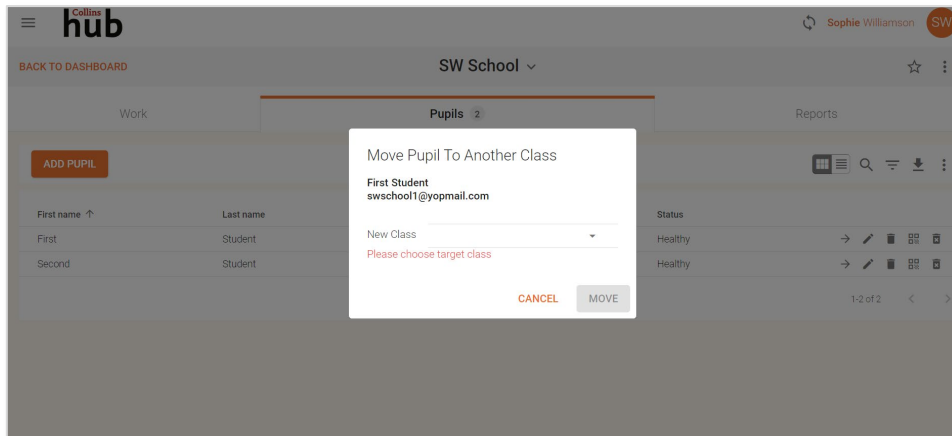 Collins
hub
Sophie Williamson SW
BACK TO DASHBOARD SW School
Work Pupils 2 Reports
ADD PUPIL
Move Pupil To Another Class
First Student
swschool1@yopmail.com
New Class
Please choose target class
CANCEL MOVE
First name Last name Status
First Student Healthy
Second Student Healthy
1-2 of 2